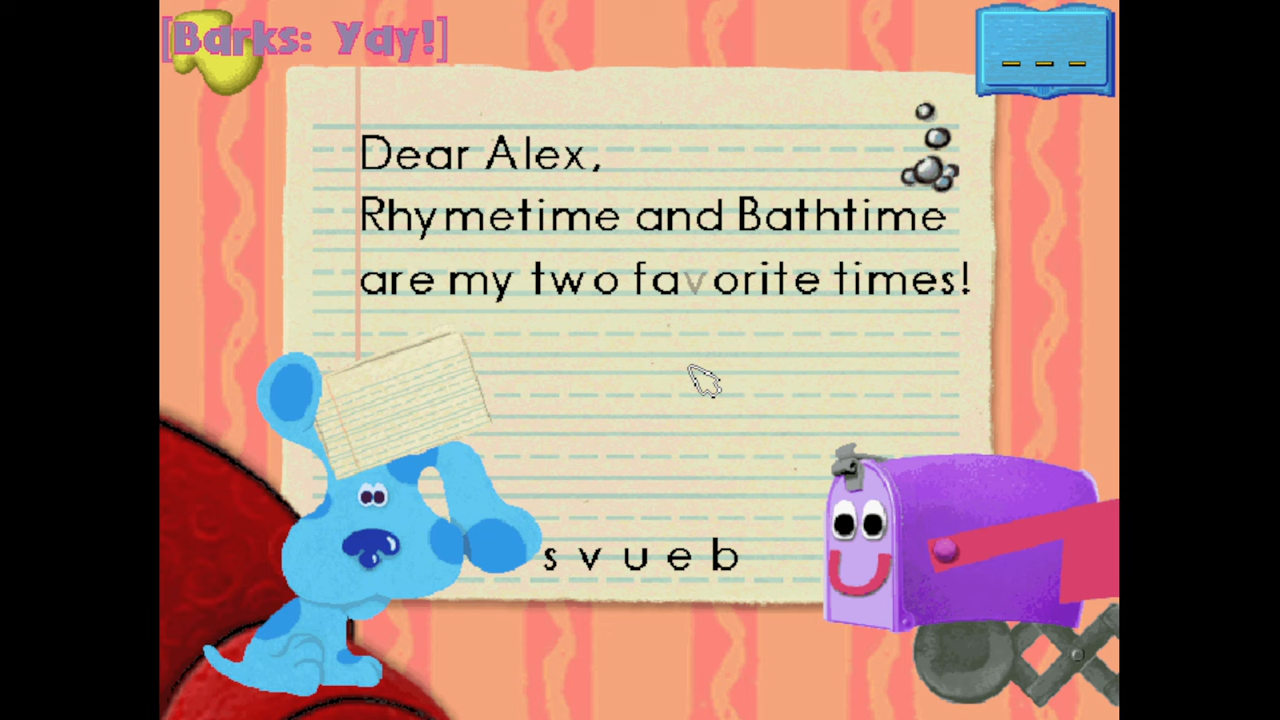 [Barks: Yay!]
Dear Alex,
Rhymetime and Bathtime
are my two favorite times!
s v u e b